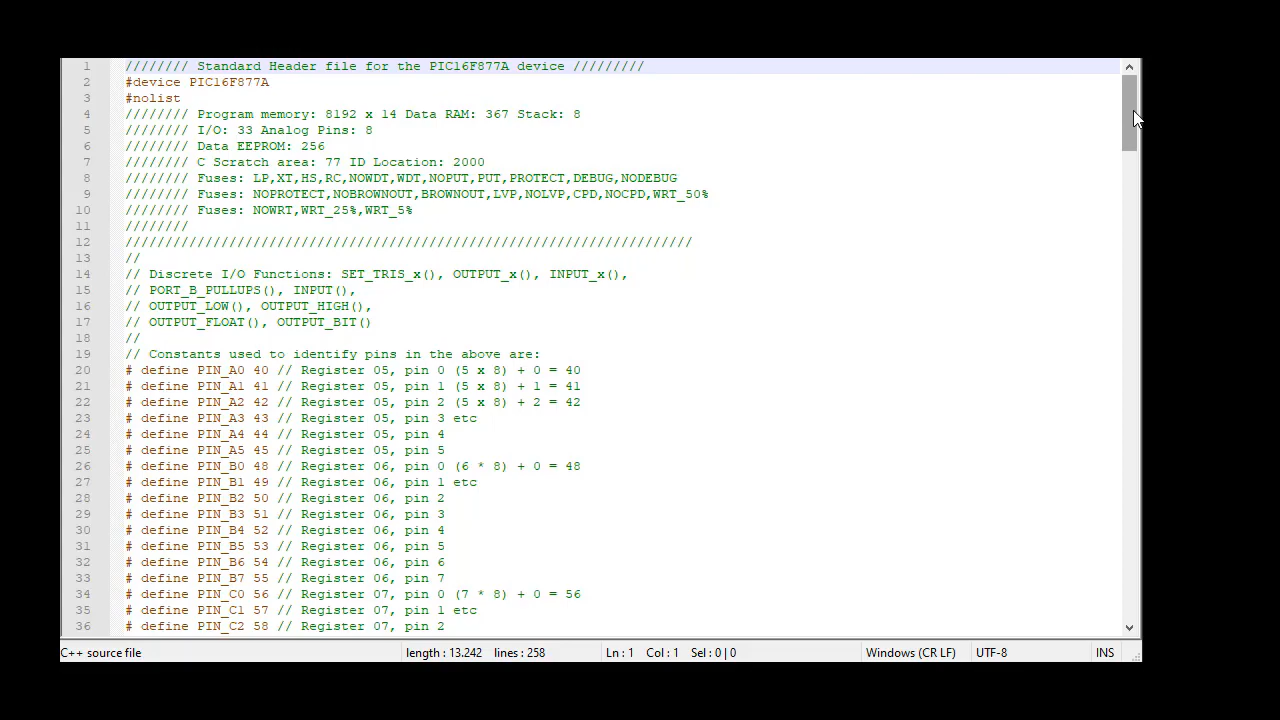 1 //////// Standard Header file for the PIC16F877A device /////////
2 #device PIC16F877A
3 #nolist
4 //////// Program memory: 8192 x 14 Data RAM: 367 Stack: 8
5 //////// I/O: 33 Analog Pins: 8
6 //////// Data EEPROM: 256
7 //////// C Scratch area: 77 ID Location: 2000
8 //////// Fuses: LP,XT,HS,RC,NOWDT,WDT,NOPUT,PUT,PROTECT,DEBUG,NODEBUG
9 //////// Fuses: NOPROTECT,NOBROWNOUT,BROWNOUT,LVP,NOLVP,CPD,NOCPD,WRT_50%
10 //////// Fuses: NOWRT,WRT_25%,WRT_5%
11 ////////
12 ///////////////////////////////////////////////////////////////////////
13 //
14 // Discrete I/O Functions: SET_TRIS_x(), OUTPUT_x(), INPUT_x(),
15 // PORT_B_PULLUPS(), INPUT(),
16 // OUTPUT_LOW(), OUTPUT_HIGH(),
17 // OUTPUT_FLOAT(), OUTPUT_BIT()
18 //
19 // Constants used to identify pins in the above are:
20 # define PIN_A0 40 // Register 05, pin 0 (5 x 8) + 0 = 40
21 # define PIN_A1 41 // Register 05, pin 1 (5 x 8) + 1 = 41
22 # define PIN_A2 42 // Register 05, pin 2 (5 x 8) + 2 = 42
23 # define PIN_A3 43 // Register 05, pin 3 etc
24 # define PIN_A4 44 // Register 05, pin 4
25 # define PIN_A5 45 // Register 05, pin 5
26 # define PIN_B0 48 // Register 06, pin 0 (6 * 8) + 0 = 48
27 # define PIN_B1 49 // Register 06, pin 1 etc
28 # define PIN_B2 50 // Register 06, pin 2
29 # define PIN_B3 51 // Register 06, pin 3
30 # define PIN_B4 52 // Register 06, pin 4
31 # define PIN_B5 53 // Register 06, pin 5
32 # define PIN_B6 54 // Register 06, pin 6
33 # define PIN_B7 55 // Register 06, pin 7
34 # define PIN_C0 56 // Register 07, pin 0 (7 * 8) + 0 = 56
35 # define PIN_C1 57 // Register 07, pin 1 etc
36 # define PIN_C2 58 // Register 07, pin 2
C++ source file length : 13.242 lines : 258 Ln : 1 Col : 1 Sel : 0 | 0 Windows (CR LF) UTF-8 INS